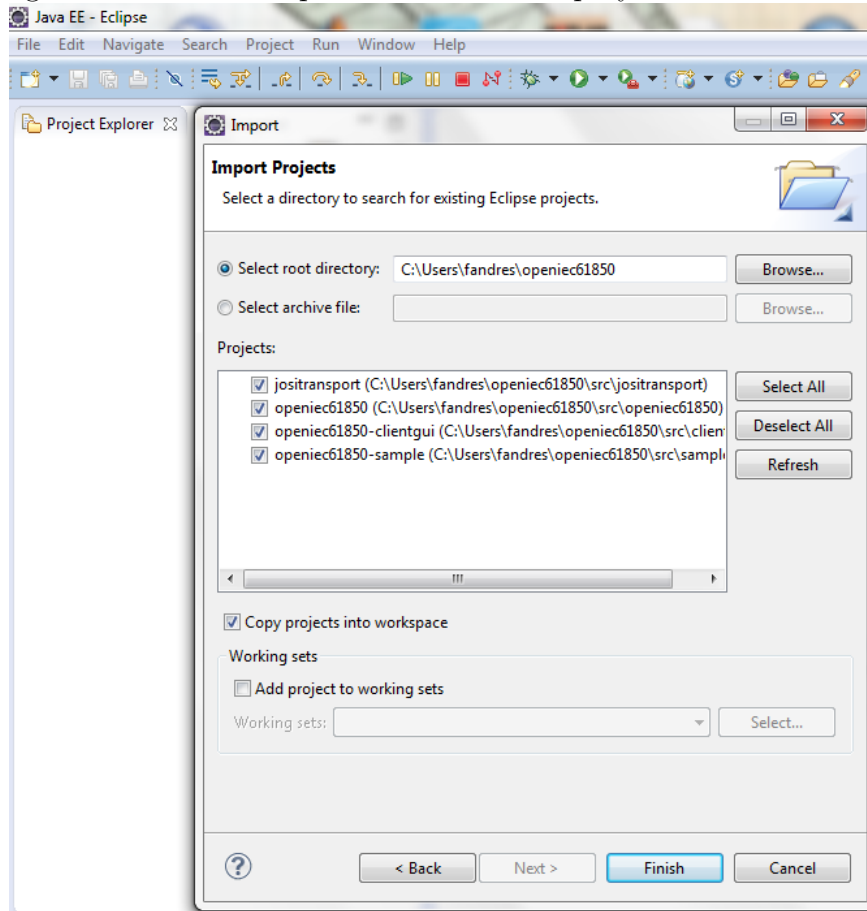 Java EE - Eclipse
File Edit Navigate Search Project Run Window Help
Project Explorer
Import
Import Projects
Select a directory to search for existing Eclipse projects.
Select root directory: C:\Users\fandres\openiec61850 Browse...
Select archive file: Browse...
Projects:
jositransport (C:\Users\fandres\openiec61850\src\jositransport) Select All
openiec61850 (C:\Users\fandres\openiec61850\src\openiec61850)
openiec61850-clientgui (C:\Users\fandres\openiec61850\src\clien Deselect All
openiec61850-sample (C:\Users\fandres\openiec61850\src\sampl Refresh
Copy projects into workspace
Working sets
Add project to working sets
Working sets: Select...
? < Back Next > Finish Cancel